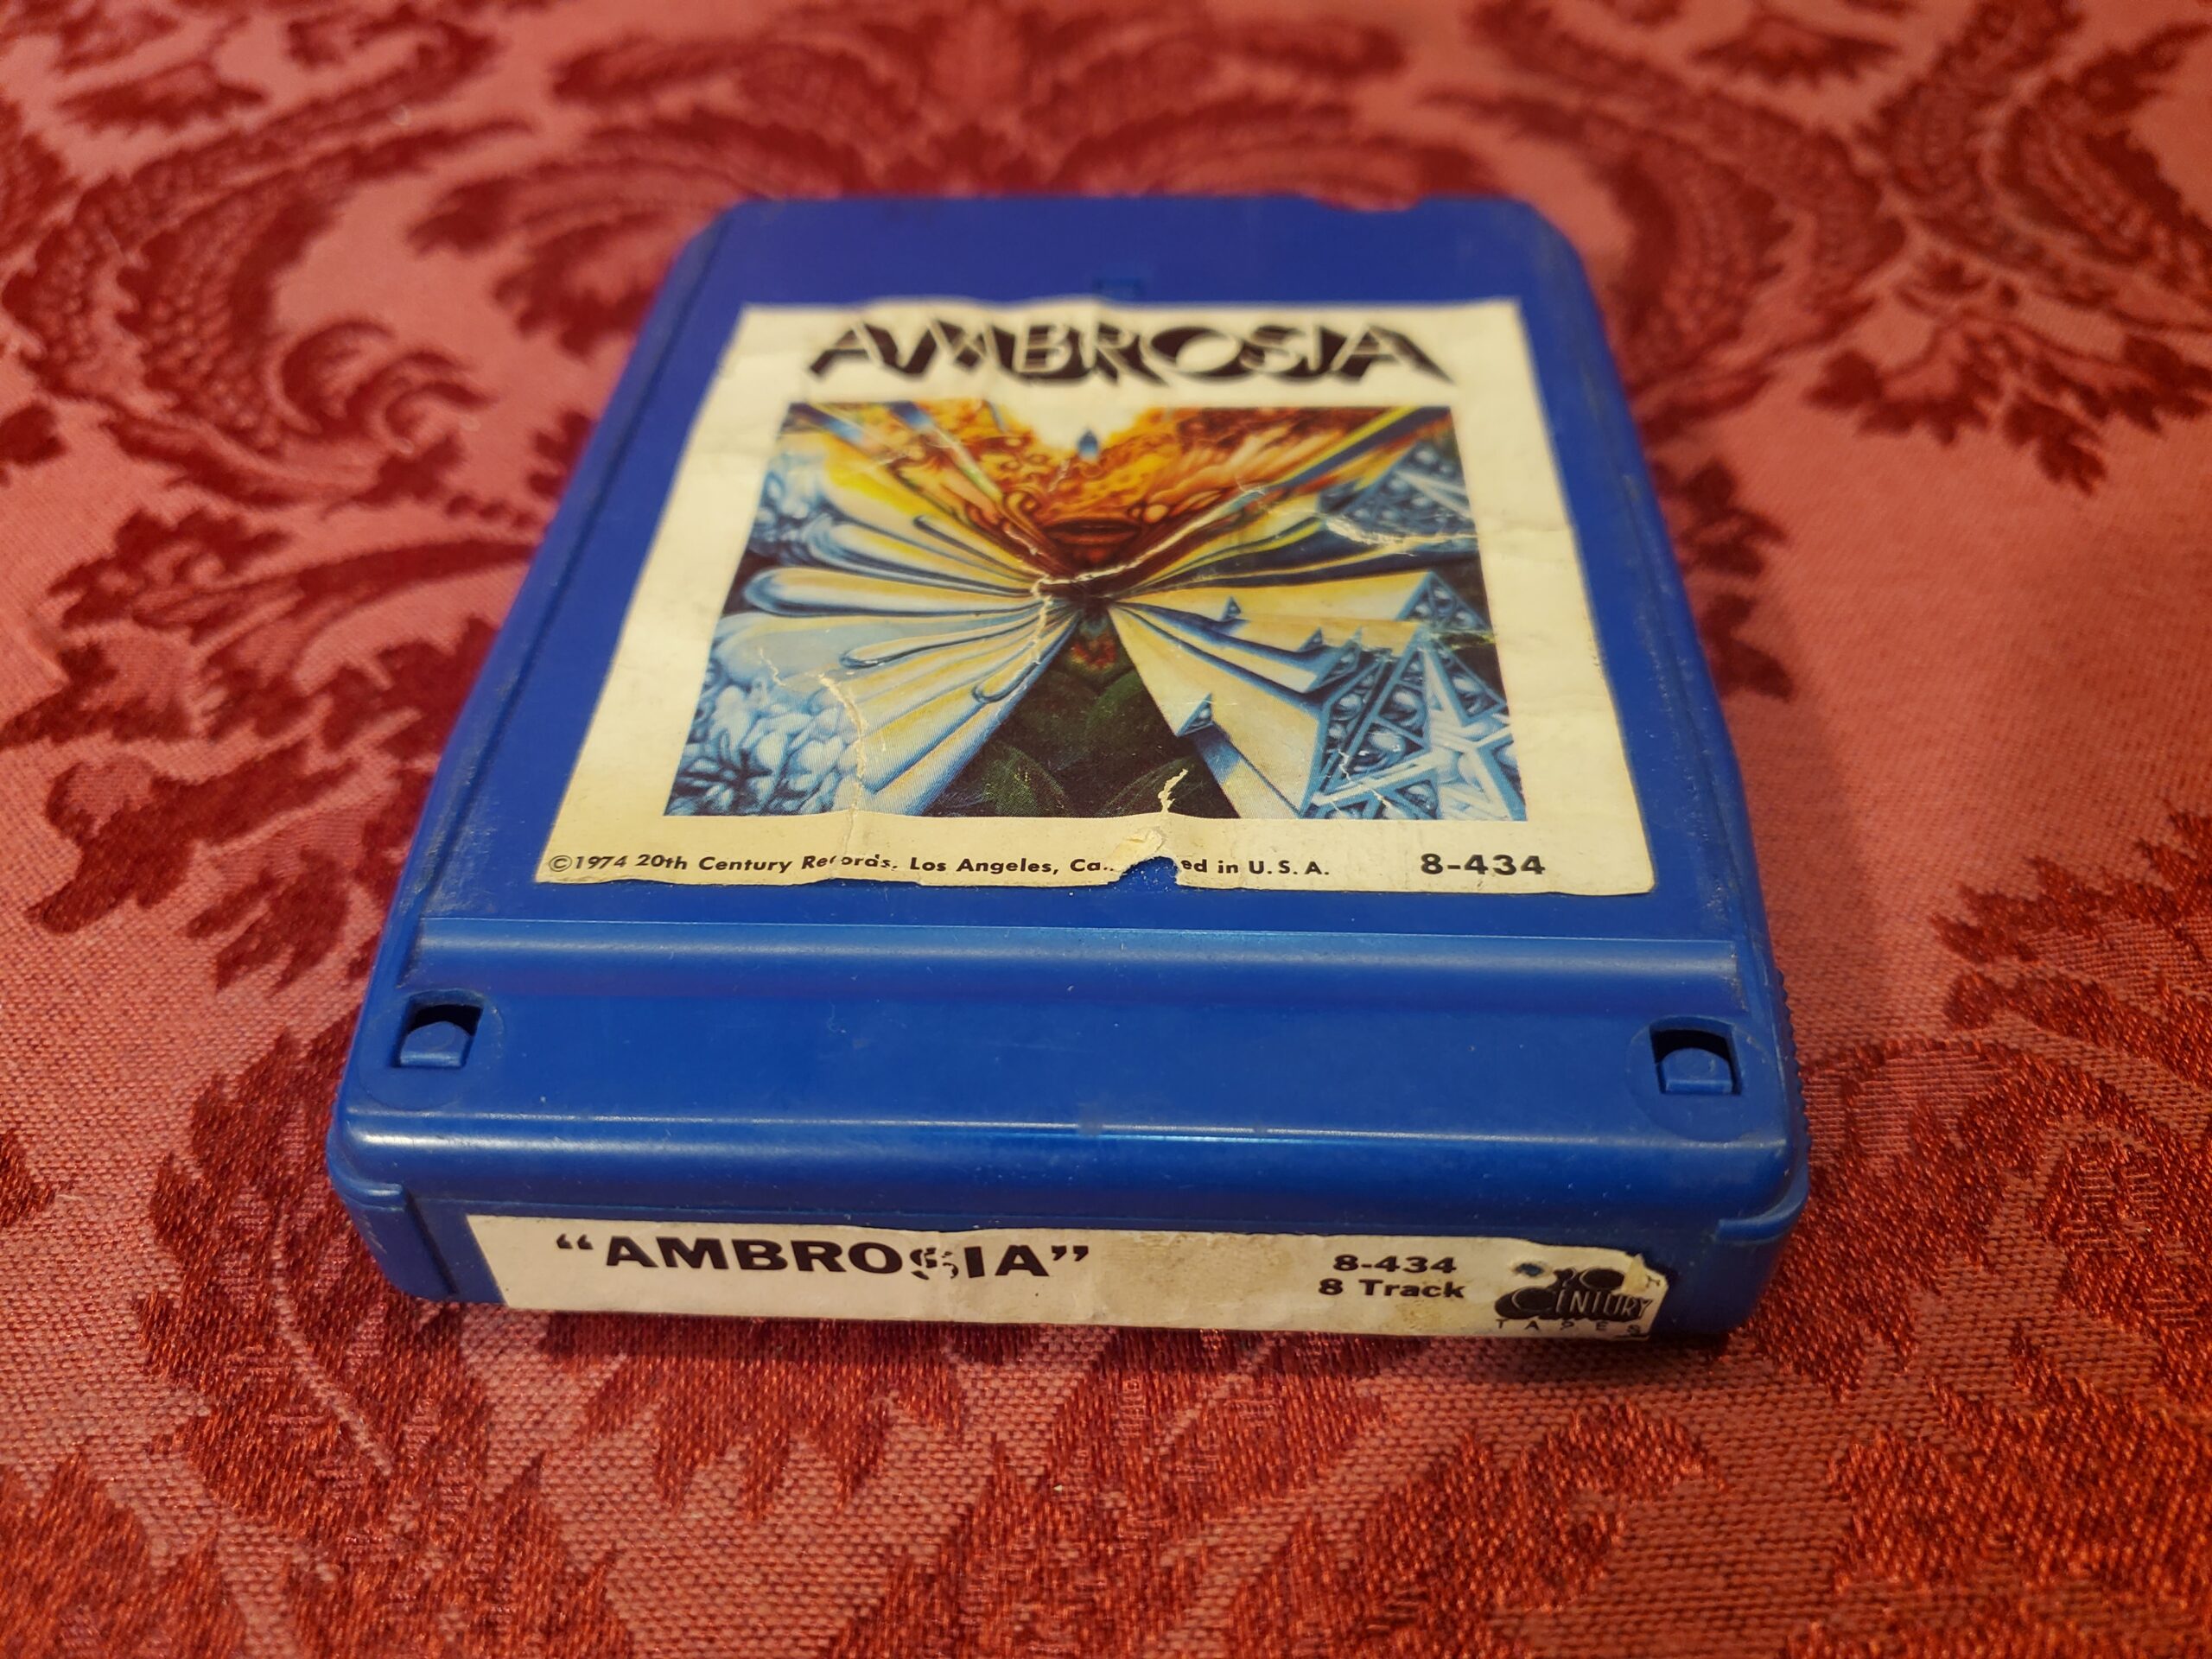 AMBROSIA
©1974 20th Century Records. Los Angeles, Ca.. ed in U.S.A. 8-434
"AMBROSIA"
8-434
8 Track
20 CENTURY
TAPES